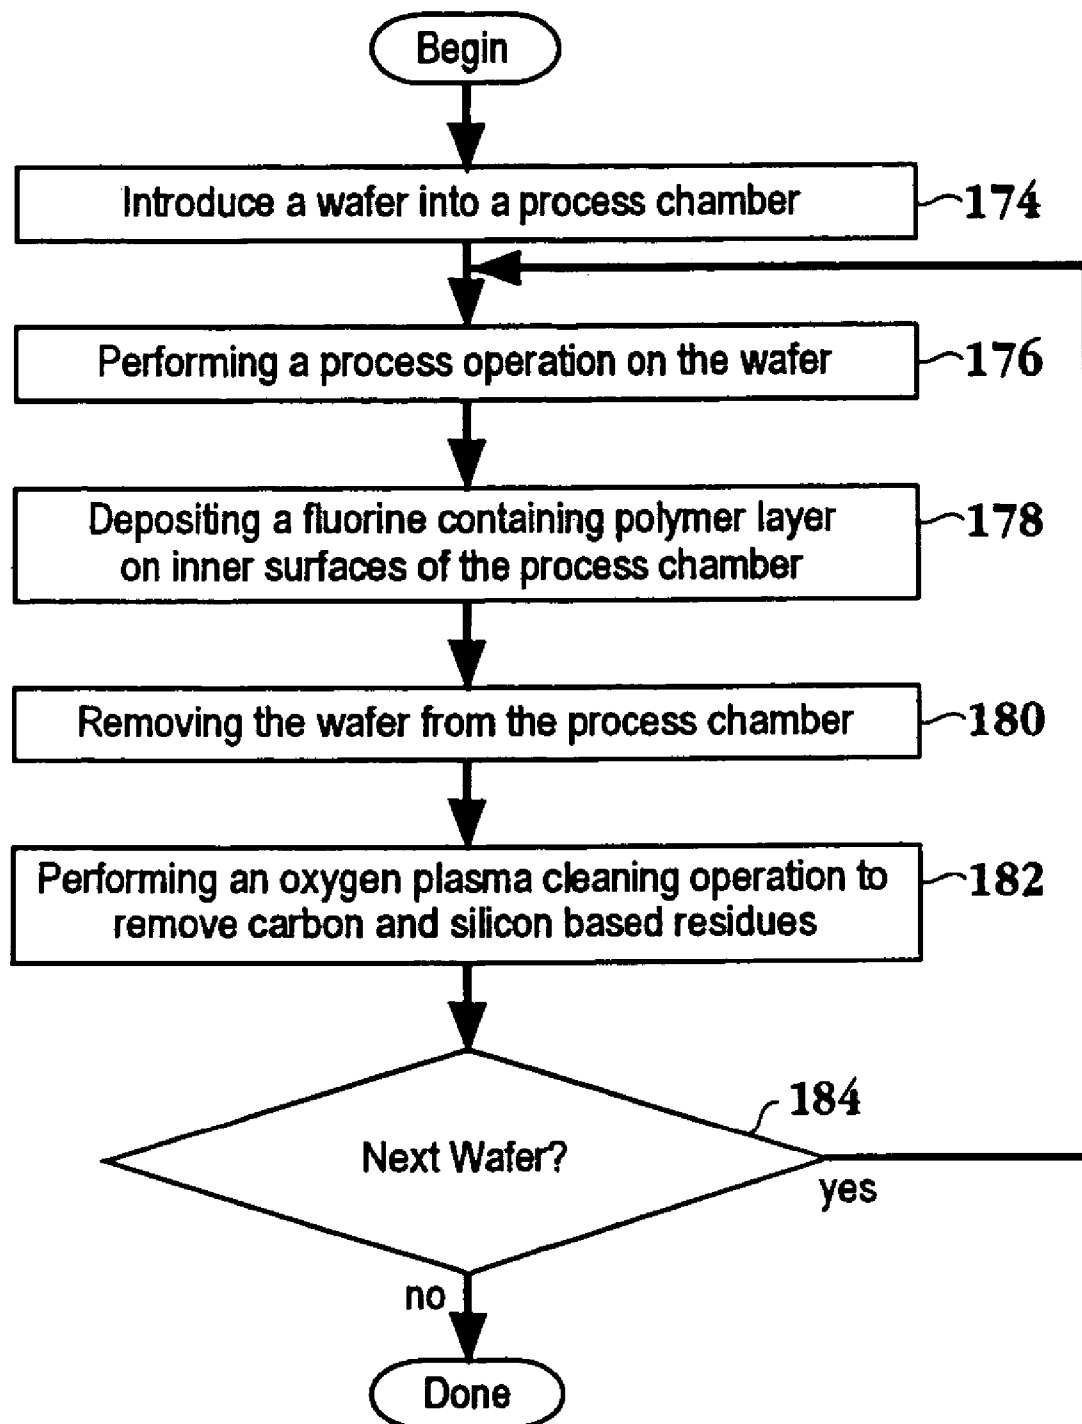 Begin
Introduce a wafer into a process chamber
174
Performing a process operation on the wafer
176
Depositing a fluorine containing polymer layer
on inner surfaces of the process chamber
178
Removing the wafer from the process chamber
180
Performing an oxygen plasma cleaning operation to
remove carbon and silicon based residues
182
184
Next Wafer?
yes
no
Done